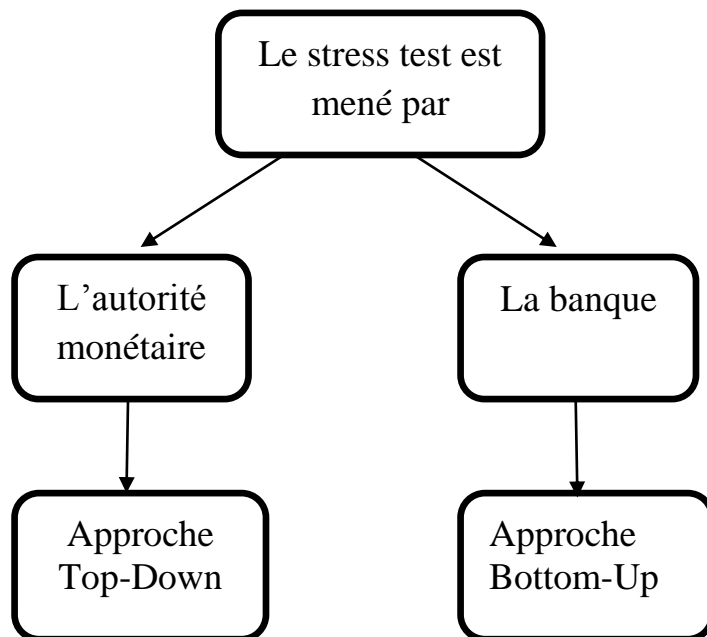 Le stress test est
mené par
L’autorité
monétaire
La banque
Approche
Top-Down
Approche
Bottom-Up